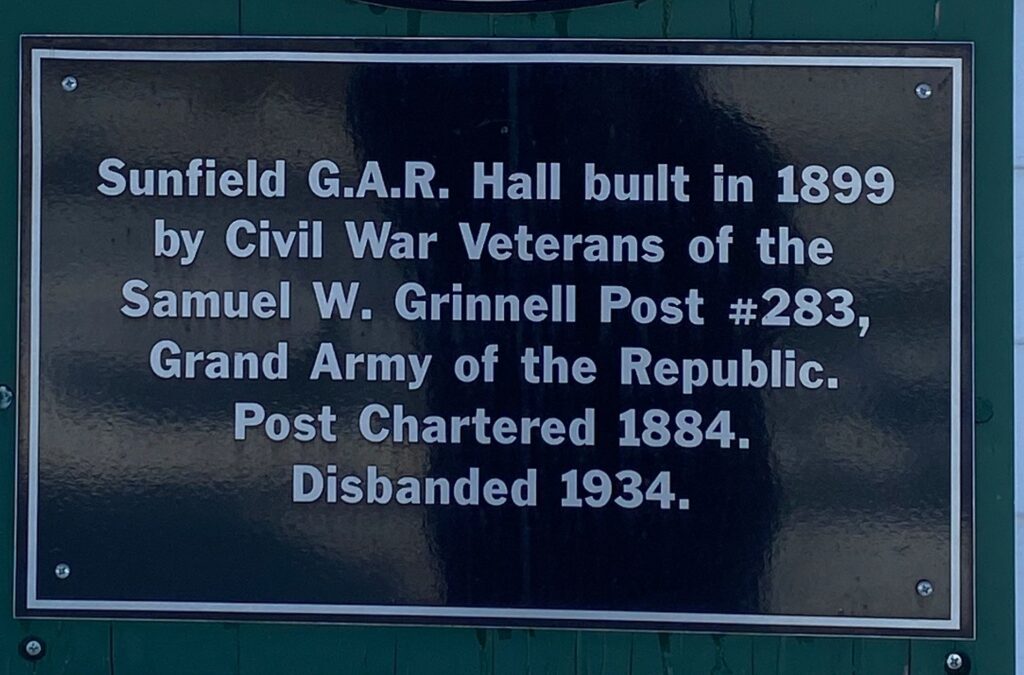 Sunfield G.A.R. Hall built in 1899
by Civil War Veterans of the
Samuel W. Grinnell Post #283,
Grand Army of the Republic.
Post Chartered 1884.
Disbanded 1934.